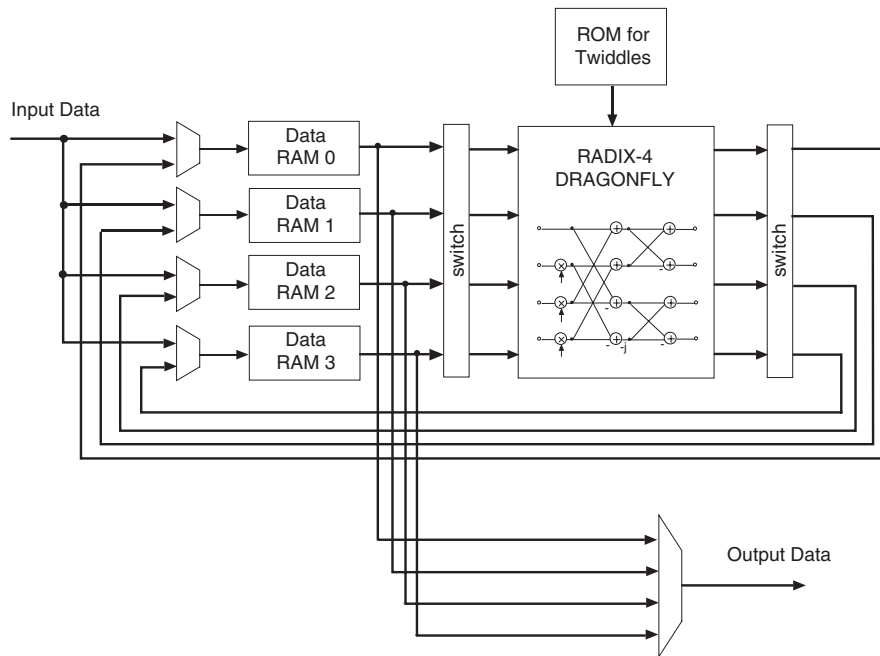 ROM for
Twiddles
Input Data
Data
RAM 0
Data
RAM 1
Data
RAM 2
Data
RAM 3
switch
RADIX-4
DRAGONFLY
-
-
-
-j
-
-
switch
Output Data